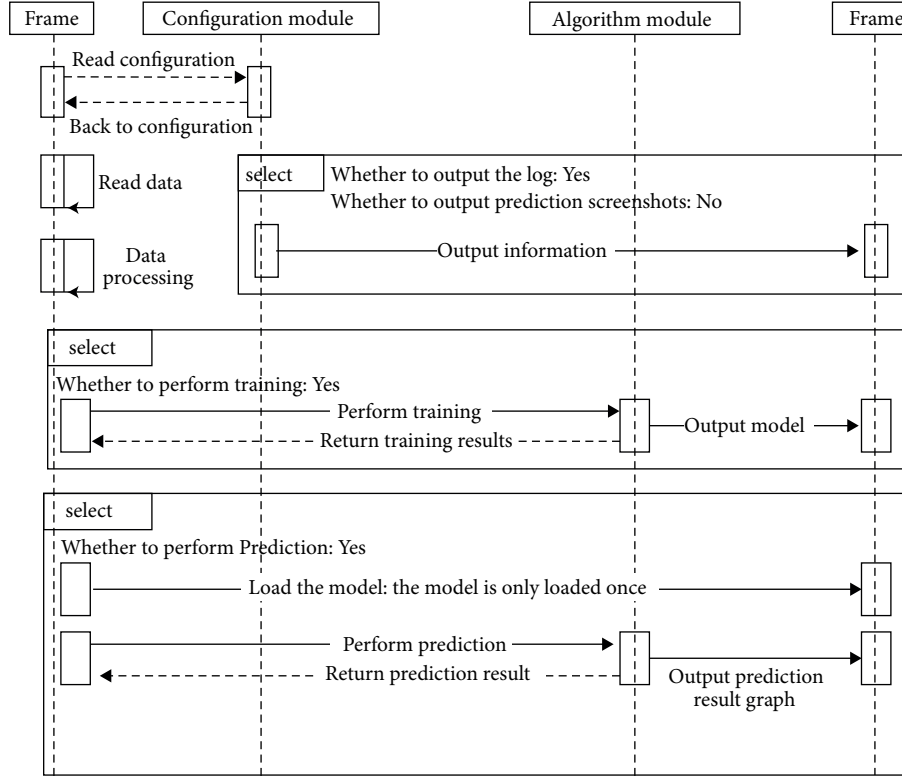 Frame
Configuration module
Algorithm module
Frame
Read configuration
Back to configuration
Read data
select
Whether to output the log: Yes
Whether to output prediction screenshots: No
Output information
Data
processing
select
Whether to perform training: Yes
Perform training
Return training results
Output model
select
Whether to perform Prediction: Yes
Load the model: the model is only loaded once
Perform prediction
Return prediction result
Output prediction
result graph